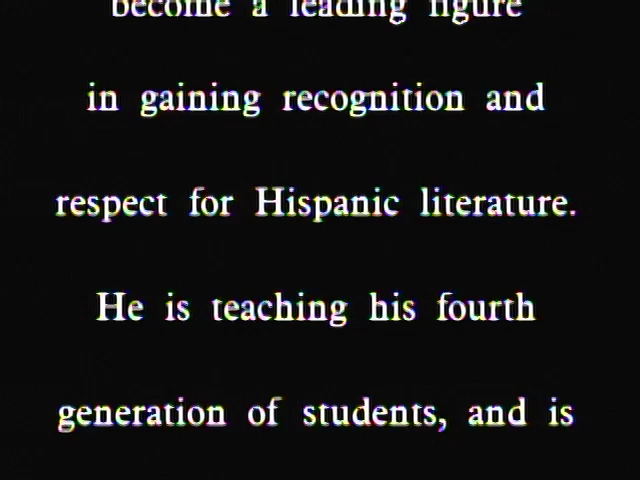 become a leading figure
in gaining recognition and
respect for Hispanic literature.
He is teaching his fourth
generation of students, and is